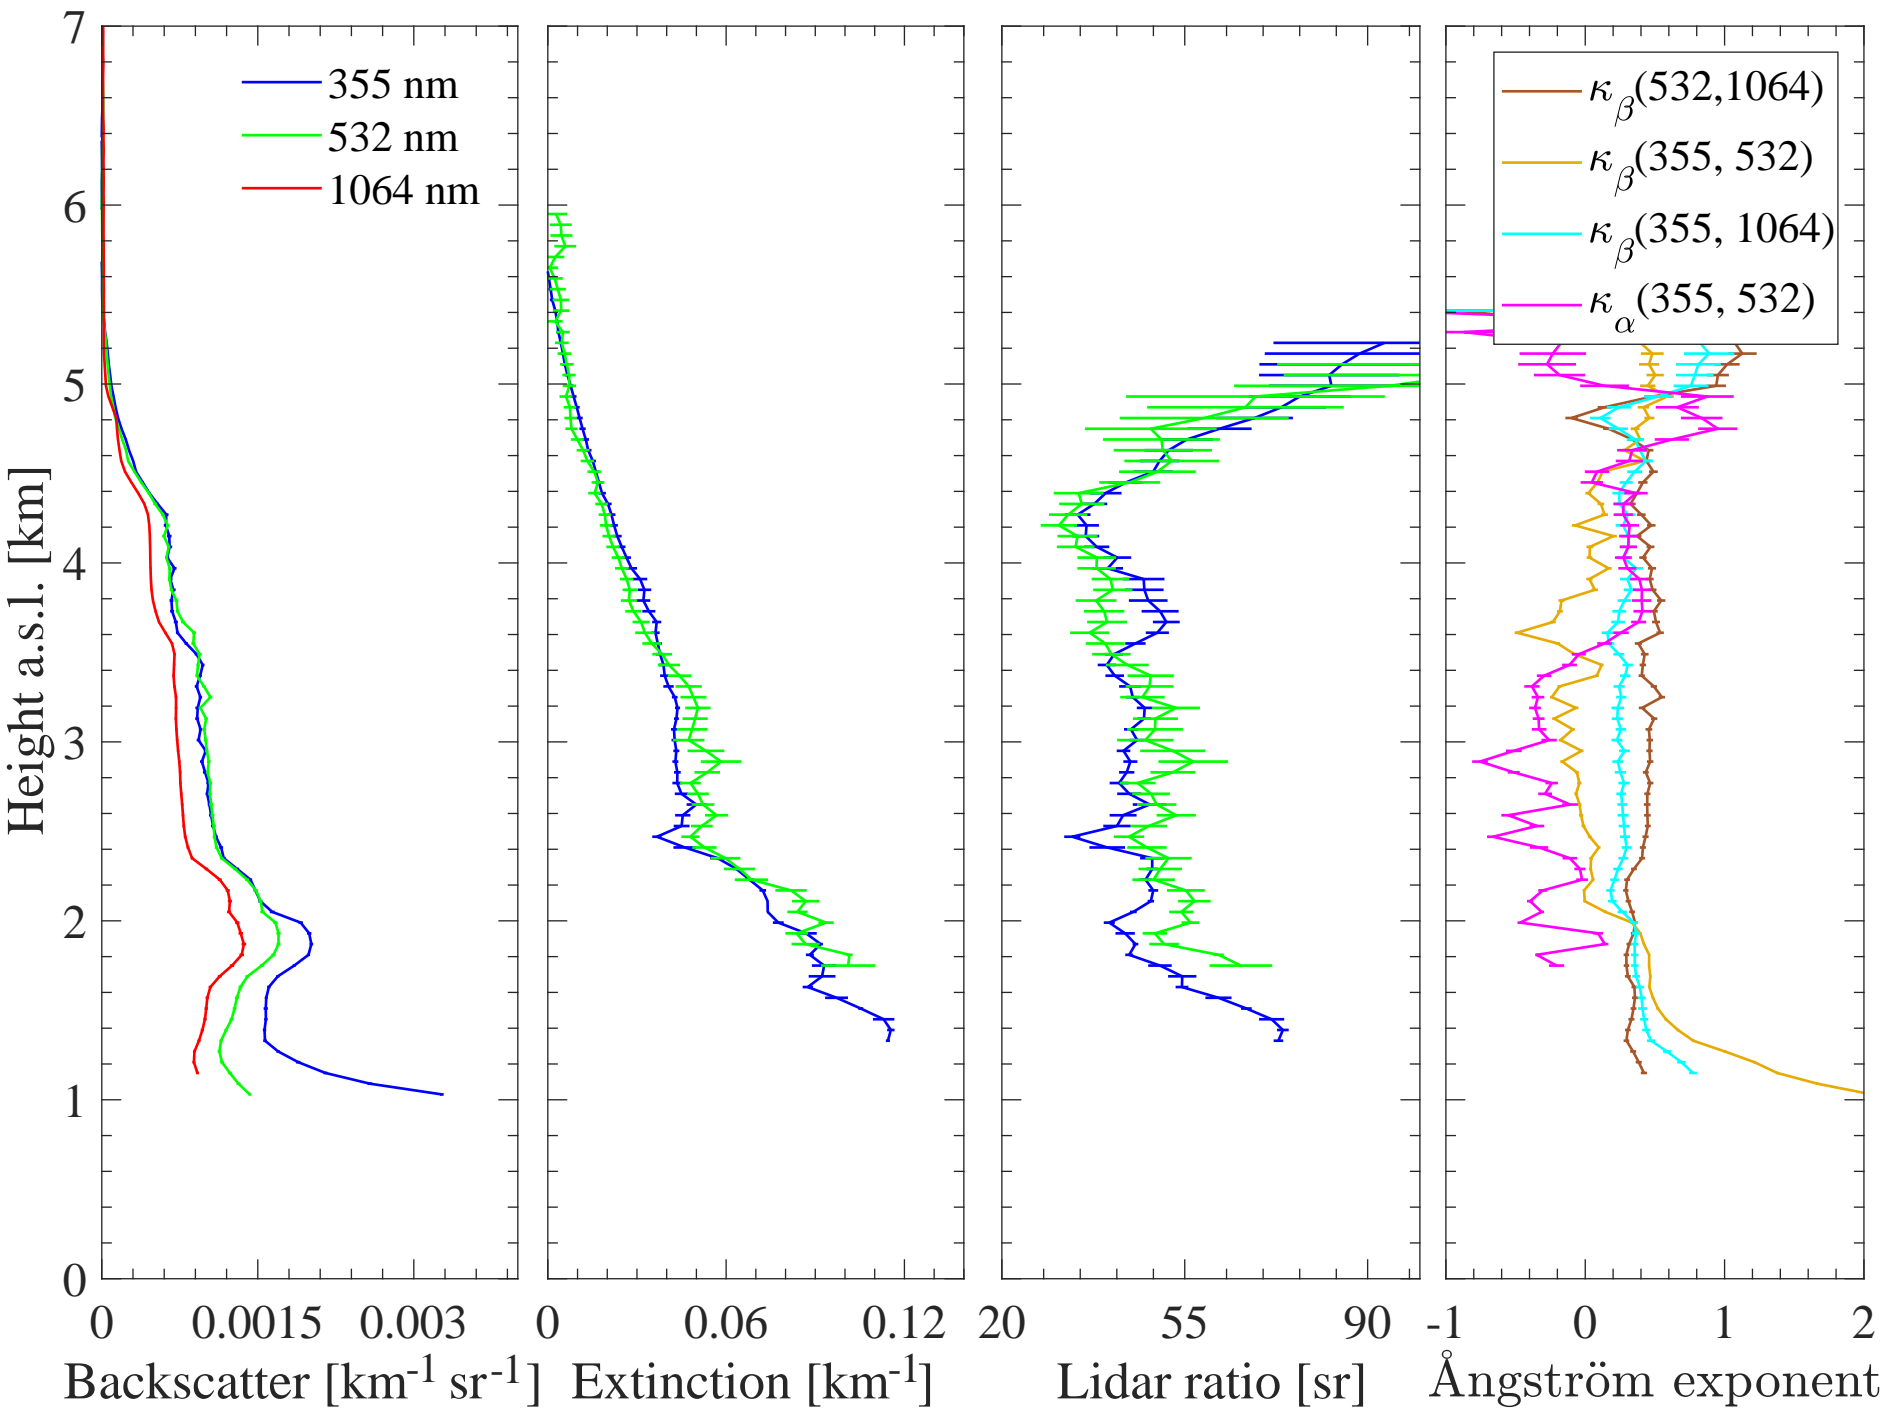 Height a.s.l. [km]
7
6
5
4
3
2
1
0
355 nm
532 nm
1064 nm
κβ(532,1064)
κβ(355, 532)
κβ(355, 1064)
κα(355, 532)
0 0.0015 0.003
0 0.06 0.12
20 55 90
-1 0 1 2
Backscatter [km-1 sr-1]
Extinction [km-1]
Lidar ratio [sr]
Ångström exponent